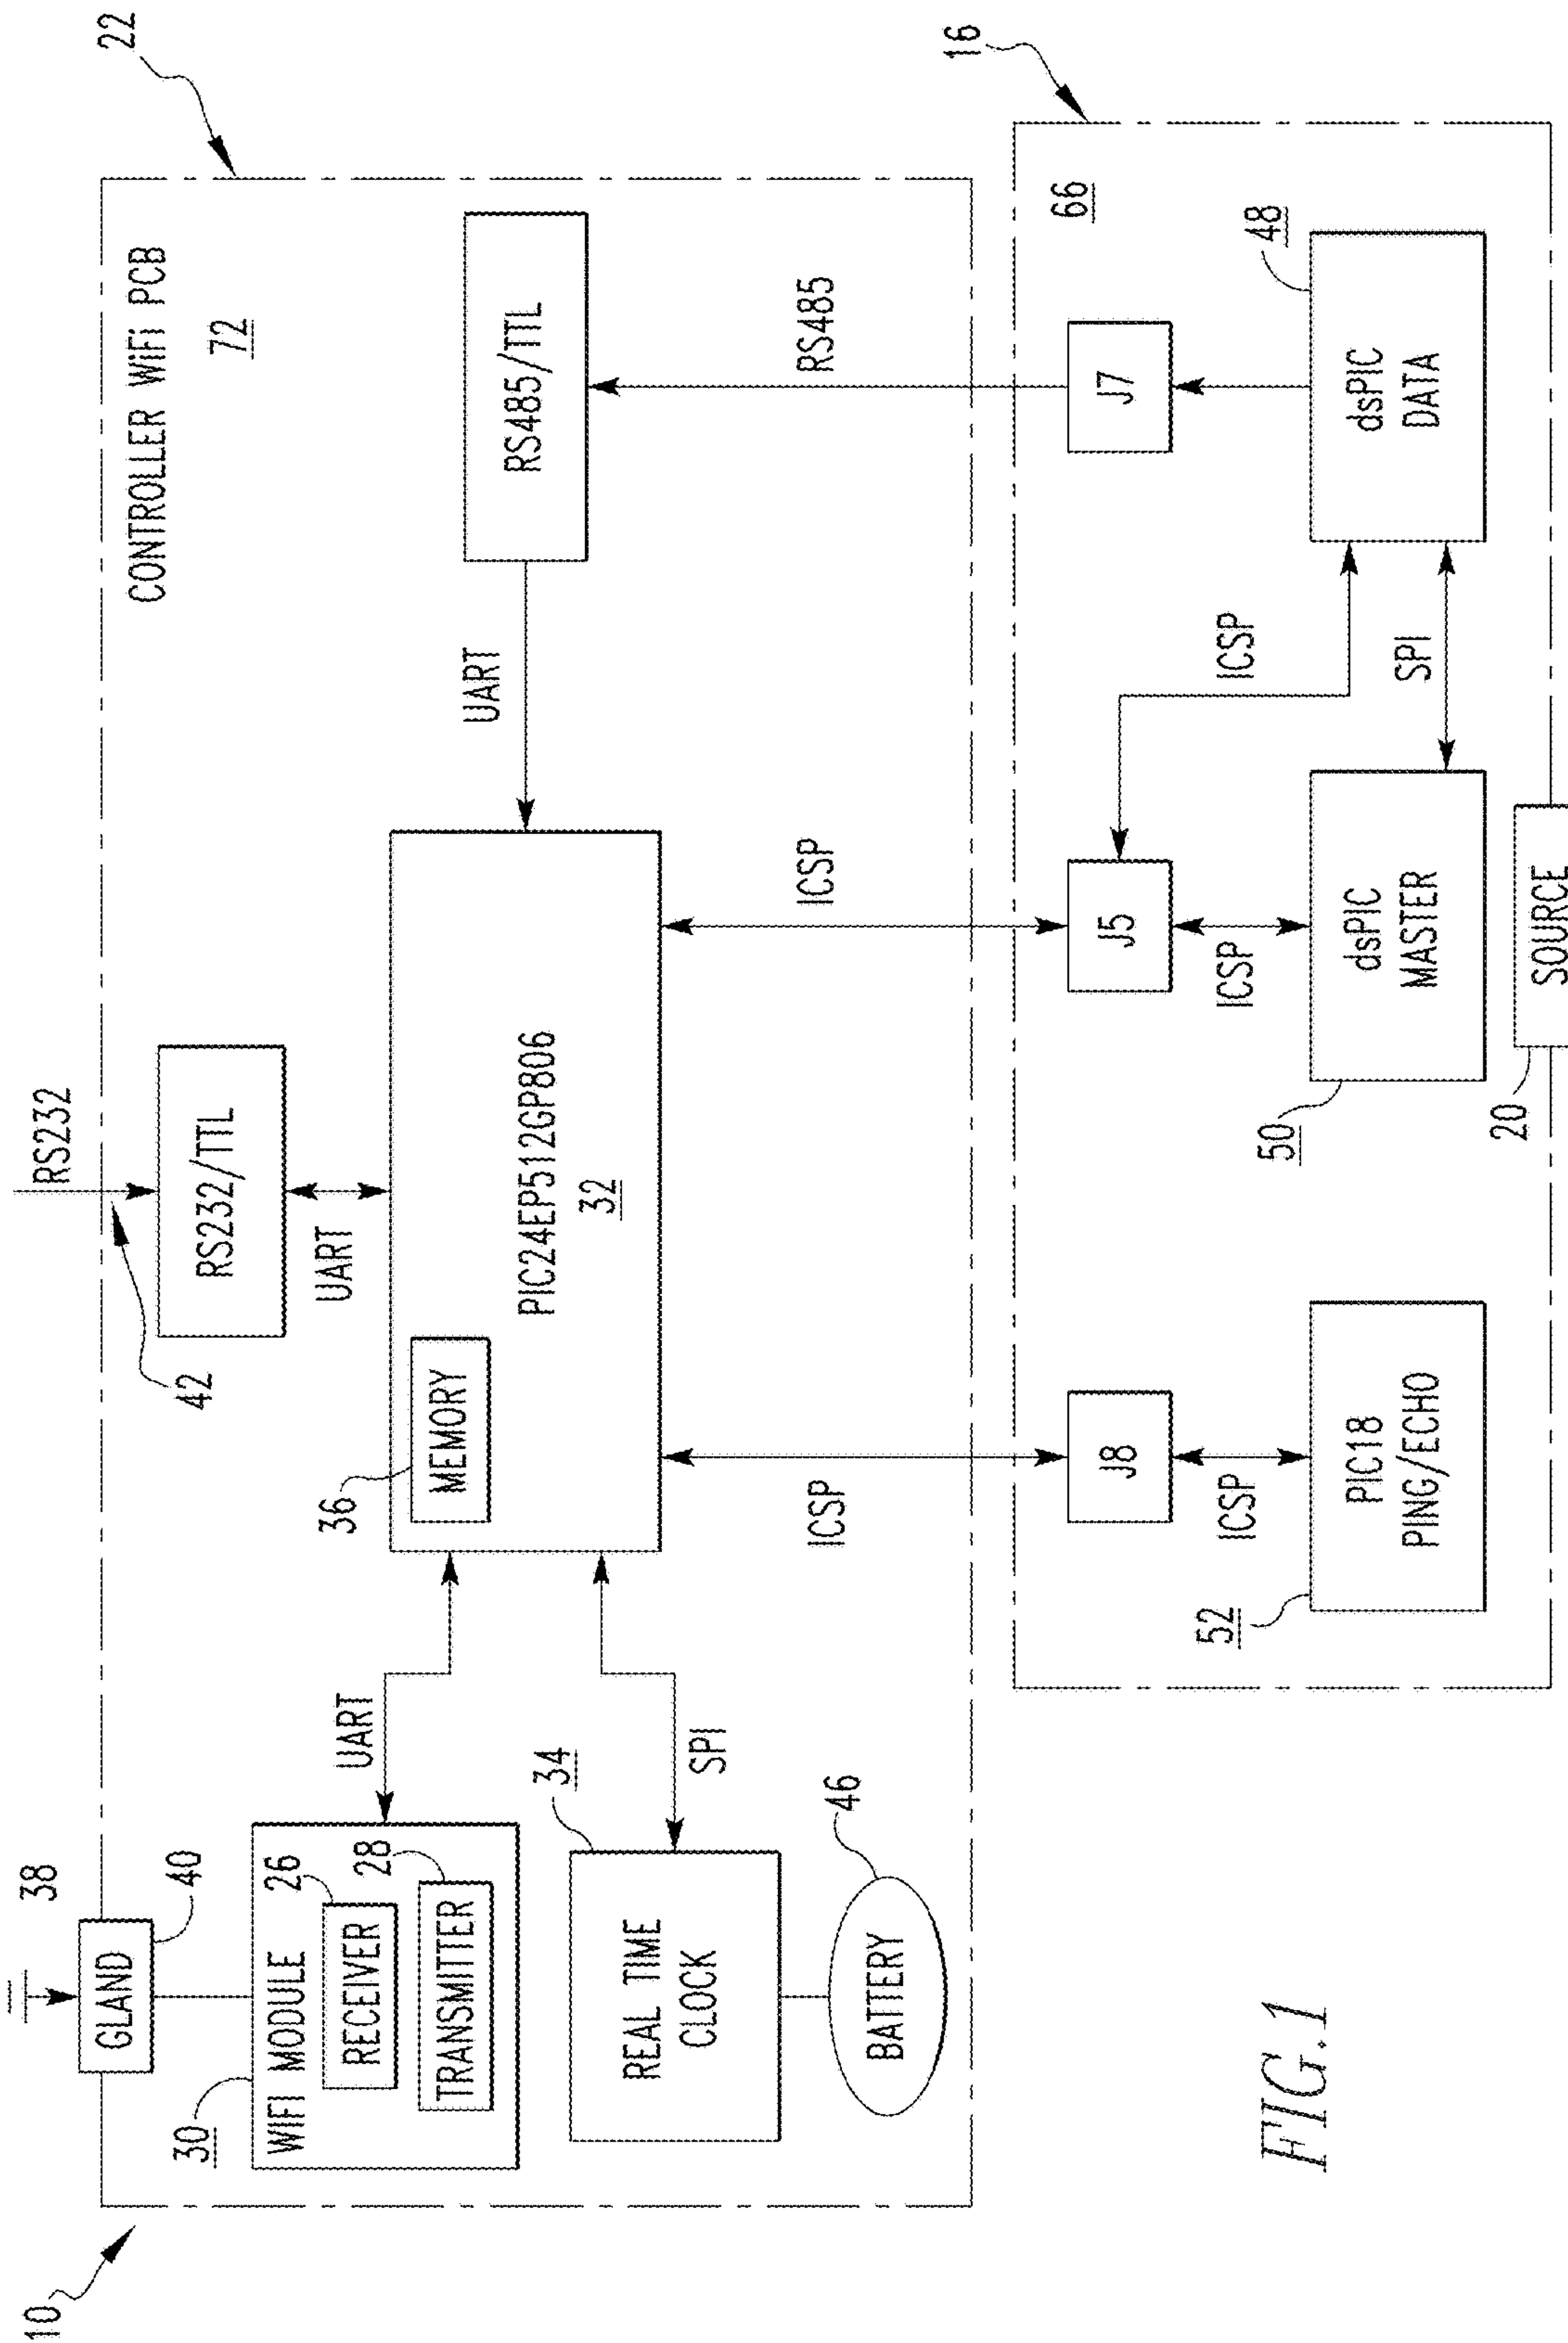 10
22
38
GLAND
40
RS232
42
CONTROLLER WiFi PCB
72
30
WIFI MODULE
26
RECEIVER
28
TRANSMITTER
UART
RS232/TTL
UART
36
MEMORY
PIC24EP512GP806
32
UART
RS485/TTL
34
REAL TIME
CLOCK
SPI
46
BATTERY
ICSP
ICSP
RS485
16
66
J8
J5
J7
ICSP
ICSP
ICSP
52
PIC18
PING/ECHO
50
dsPIC
MASTER
SPI
48
dsPIC
DATA
20
SOURCE
FIG.1